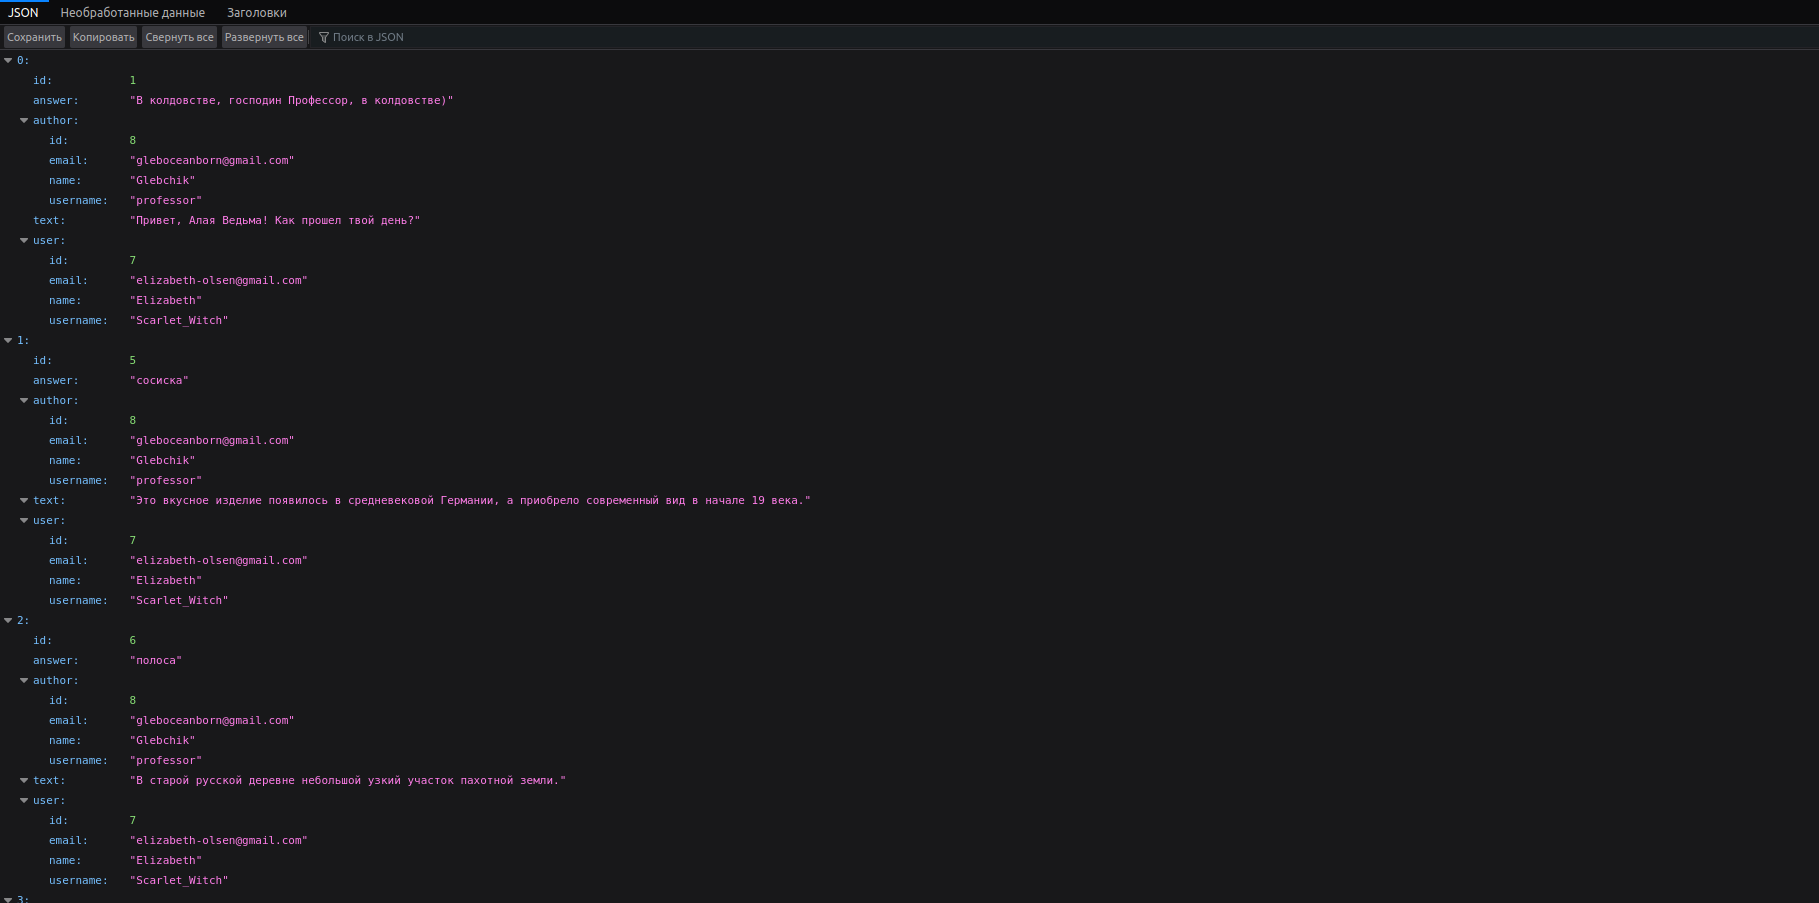 JSON Необработанные данные Заголовки
Сохранить Копировать Свернуть все Развернуть все Поиск в JSON
0:
id: 1
answer: "В колдовстве, господин Профессор, в колдовстве)"
author:
id: 8
email: "gleboceanborn@gmail.com"
name: "Glebchik"
username: "professor"
text: "Привет, Алая Ведьма! Как прошел твой день?"
user:
id: 7
email: "elizabeth-olsen@gmail.com"
name: "Elizabeth"
username: "Scarlet_Witch"
1:
id: 5
answer: "сосиска"
author:
id: 8
email: "gleboceanborn@gmail.com"
name: "Glebchik"
username: "professor"
text: "Это вкусное изделие появилось в средневековой Германии, а приобрело современный вид в начале 19 века."
user:
id: 7
email: "elizabeth-olsen@gmail.com"
name: "Elizabeth"
username: "Scarlet_Witch"
2:
id: 6
answer: "полоса"
author:
id: 8
email: "gleboceanborn@gmail.com"
name: "Glebchik"
username: "professor"
text: "В старой русской деревне небольшой узкий участок пахотной земли."
user:
id: 7
email: "elizabeth-olsen@gmail.com"
name: "Elizabeth"
username: "Scarlet_Witch"
3: